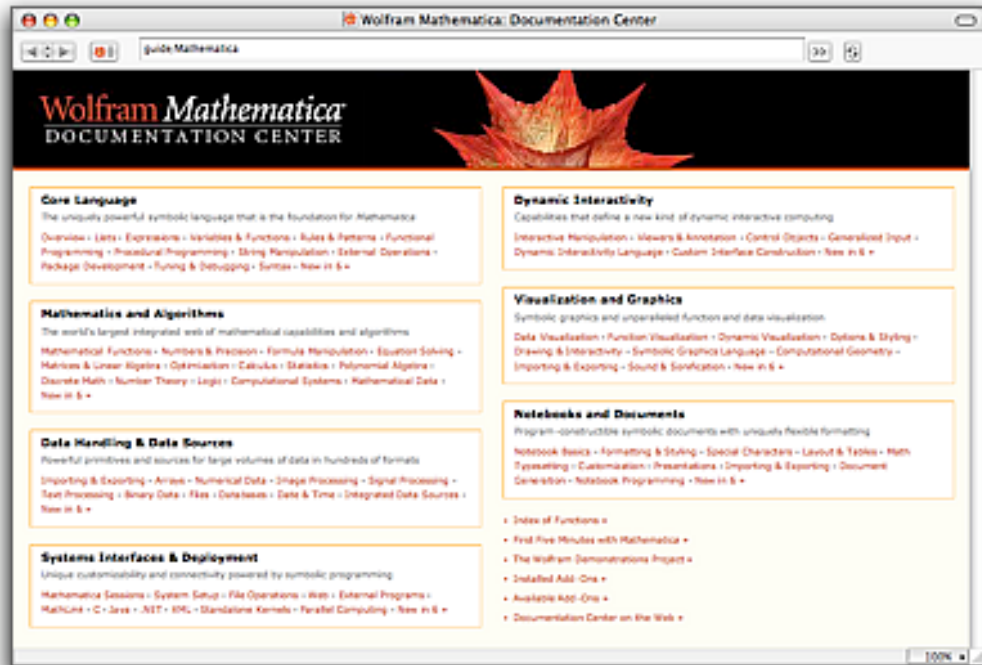 Wolfram Mathematica: Documentation Center
guide/Mathematica
>>
Wolfram Mathematica
DOCUMENTATION CENTER
Core Language
The uniquely powerful symbolic language that is the foundation for Mathematica
Overview · Lists · Expressions · Variables & Functions · Rules & Patterns · Functional
Programming · Procedural Programming · String Manipulation · External Operations ·
Package Development · Tuning & Debugging · Syntax · New in 6 »
Mathematics and Algorithms
The world's largest integrated web of mathematical capabilities and algorithms
Mathematical Functions · Numbers & Precision · Formula Manipulation · Equation Solving ·
Matrices & Linear Algebra · Optimization · Calculus · Statistics · Polynomial Algebra ·
Discrete Math · Number Theory · Logic · Computational Systems · Mathematical Data ·
New in 6 »
Data Handling & Data Sources
Powerful primitives and sources for large volumes of data in hundreds of formats
Importing & Exporting · Arrays · Numerical Data · Image Processing · Signal Processing ·
Text Processing · Binary Data · Files · Databases · Date & Time · Integrated Data Sources ·
New in 6 »
Systems Interfaces & Deployment
Unique customizability and connectivity powered by symbolic programming
Mathematica Sessions · System Setup · File Operations · Web · External Programs ·
MathLink · C · Java · .NET · XML · Standalone Kernels · Parallel Computing · New in 6 »
Dynamic Interactivity
Capabilities that define a new kind of dynamic interactive computing
Interactive Manipulation · Viewers & Annotation · Control Objects · Generalized Input ·
Dynamic Interactivity Language · Custom Interface Construction · New in 6 »
Visualization and Graphics
Symbolic graphics and unparalleled function and data visualization
Data Visualization · Function Visualization · Dynamic Visualization · Options & Styling ·
Drawing & Interactivity · Symbolic Graphics Language · Computational Geometry ·
Importing & Exporting · Sound & Sonification · New in 6 »
Notebooks and Documents
Program-constructible symbolic documents with uniquely flexible formatting
Notebook Basics · Formatting & Styling · Special Characters · Layout & Tables · Math
Typesetting · Customization · Presentations · Importing & Exporting · Document
Generation · Notebook Programming · New in 6 »
Index of Functions »
First Five Minutes with Mathematica »
The Wolfram Demonstrations Project »
Installed Add-Ons »
Available Add-Ons »
Documentation Center on the Web »
100%